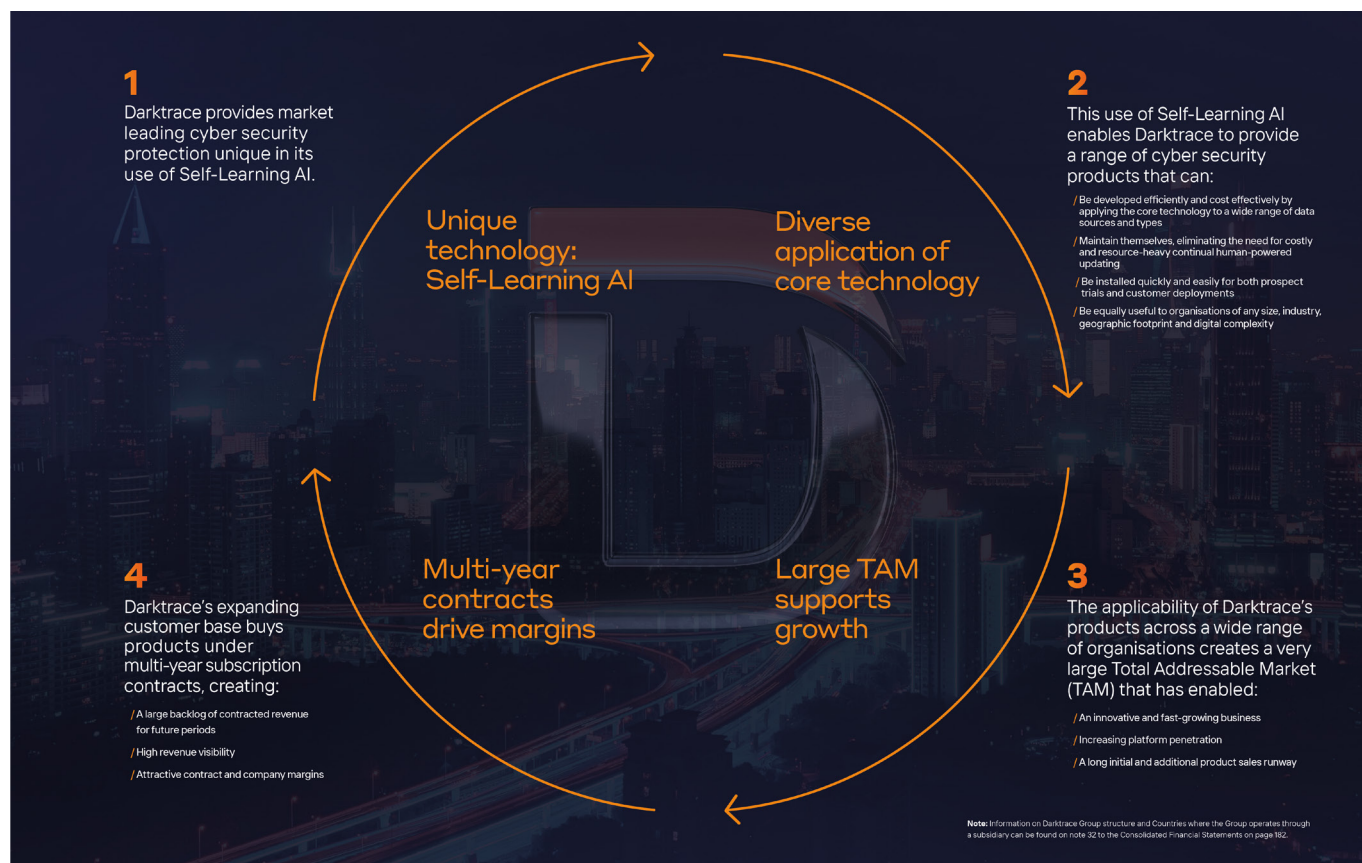 1
Darktrace provides market
leading cyber security
protection unique in its
use of Self-Learning AI.
Unique
technology:
Self-Learning AI
Diverse
application of
core technology
2
This use of Self-Learning AI
enables Darktrace to provide
a range of cyber security
products that can:
/ Be developed efficiently and cost effectively by
applying the core technology to a wide range of data
sources and types
/ Maintain themselves, eliminating the need for costly
and resource-heavy continual human-powered
updating
/ Be installed quickly and easily for both prospect
trials and customer deployments
/ Be equally useful to organisations of any size, industry,
geographic footprint and digital complexity
3
The applicability of Darktrace's
products across a wide range
of organisations creates a very
large Total Addressable Market
(TAM) that has enabled:
/ An innovative and fast-growing business
/ Increasing platform penetration
/ A long initial and additional product sales runway
Large TAM
supports
growth
Multi-year
contracts
drive margins
4
Darktrace's expanding
customer base buys
products under
multi-year subscription
contracts, creating:
/ A large backlog of contracted revenue
for future periods
/ High revenue visibility
/ Attractive contract and company margins
Note: Information on Darktrace Group structure and Countries where the Group operates through
a subsidiary can be found on note 32 to the Consolidated Financial Statements on page 182.